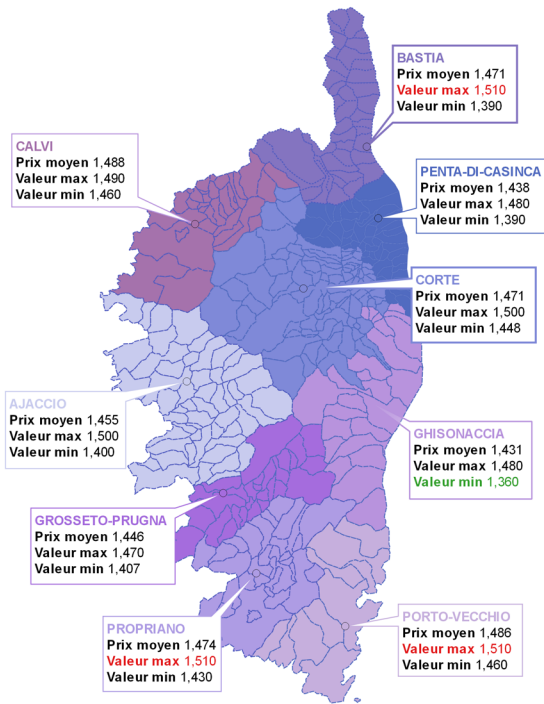 BASTIA
Prix moyen 1,471
Valeur max 1,510
Valeur min 1,390
CALVI
Prix moyen 1,488
Valeur max 1,490
Valeur min 1,460
PENTA-DI-CASINCA
Prix moyen 1,438
Valeur max 1,480
Valeur min 1,390
CORTE
Prix moyen 1,471
Valeur max 1,500
Valeur min 1,448
AJACCIO
Prix moyen 1,455
Valeur max 1,500
Valeur min 1,400
GHISONACCIA
Prix moyen 1,431
Valeur max 1,480
Valeur min 1,360
GROSSETO-PRUGNA
Prix moyen 1,446
Valeur max 1,470
Valeur min 1,407
PROPRIANO
Prix moyen 1,474
Valeur max 1,510
Valeur min 1,430
PORTO-VECCHIO
Prix moyen 1,486
Valeur max 1,510
Valeur min 1,460